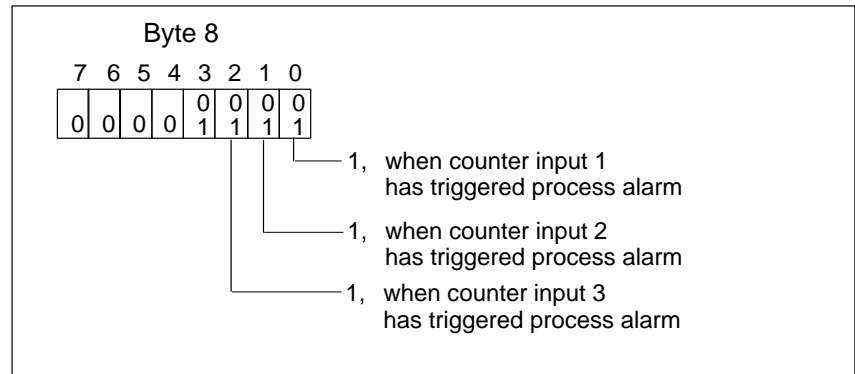 Byte 8
7 6 5 4 3 2 1 0
0 0 0 0
0 0 0 0 1 1 1 1
1, when counter input 1
has triggered process alarm
1, when counter input 2
has triggered process alarm
1, when counter input 3
has triggered process alarm